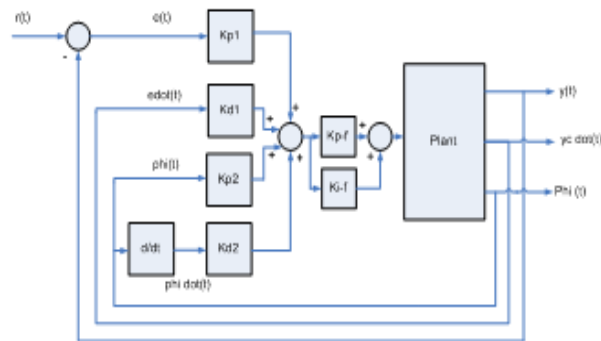 r(t)
e(t)
Kp1
-
+
edot(t)
Kd1
+
+
+
Kp-f
+
+
Ki-f
Plant
y(t)
yc dot(t)
Phi (t)
phi(t)
Kp2
d/dt
Kd2
phi dot(t)